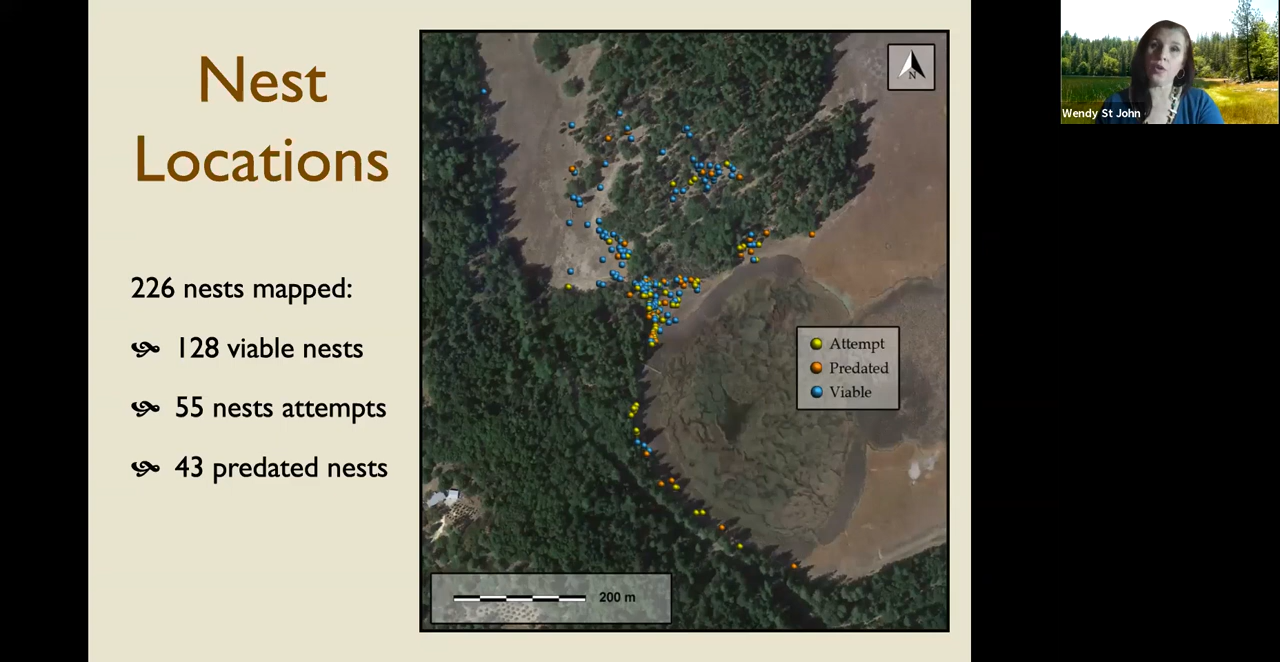 Nest
Locations
226 nests mapped:
128 viable nests
55 nests attempts
43 predated nests
N
Attempt
Predated
Viable
200 m
Wendy St John